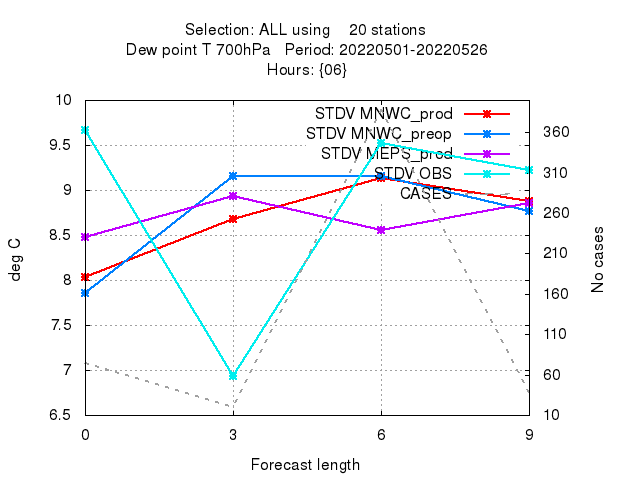 Selection: ALL using    20 stations
Dew point T 700hPa   Period: 20220501-20220526
Hours: {06}
STDV MNWC_prod
STDV MNWC_preop
STDV MEPS_prod
STDV OBS
CASES
10
9.5
9
8.5
8
7.5
7
6.5
deg C
360
310
260
210
160
110
60
10
No cases
0 3 6 9
Forecast length